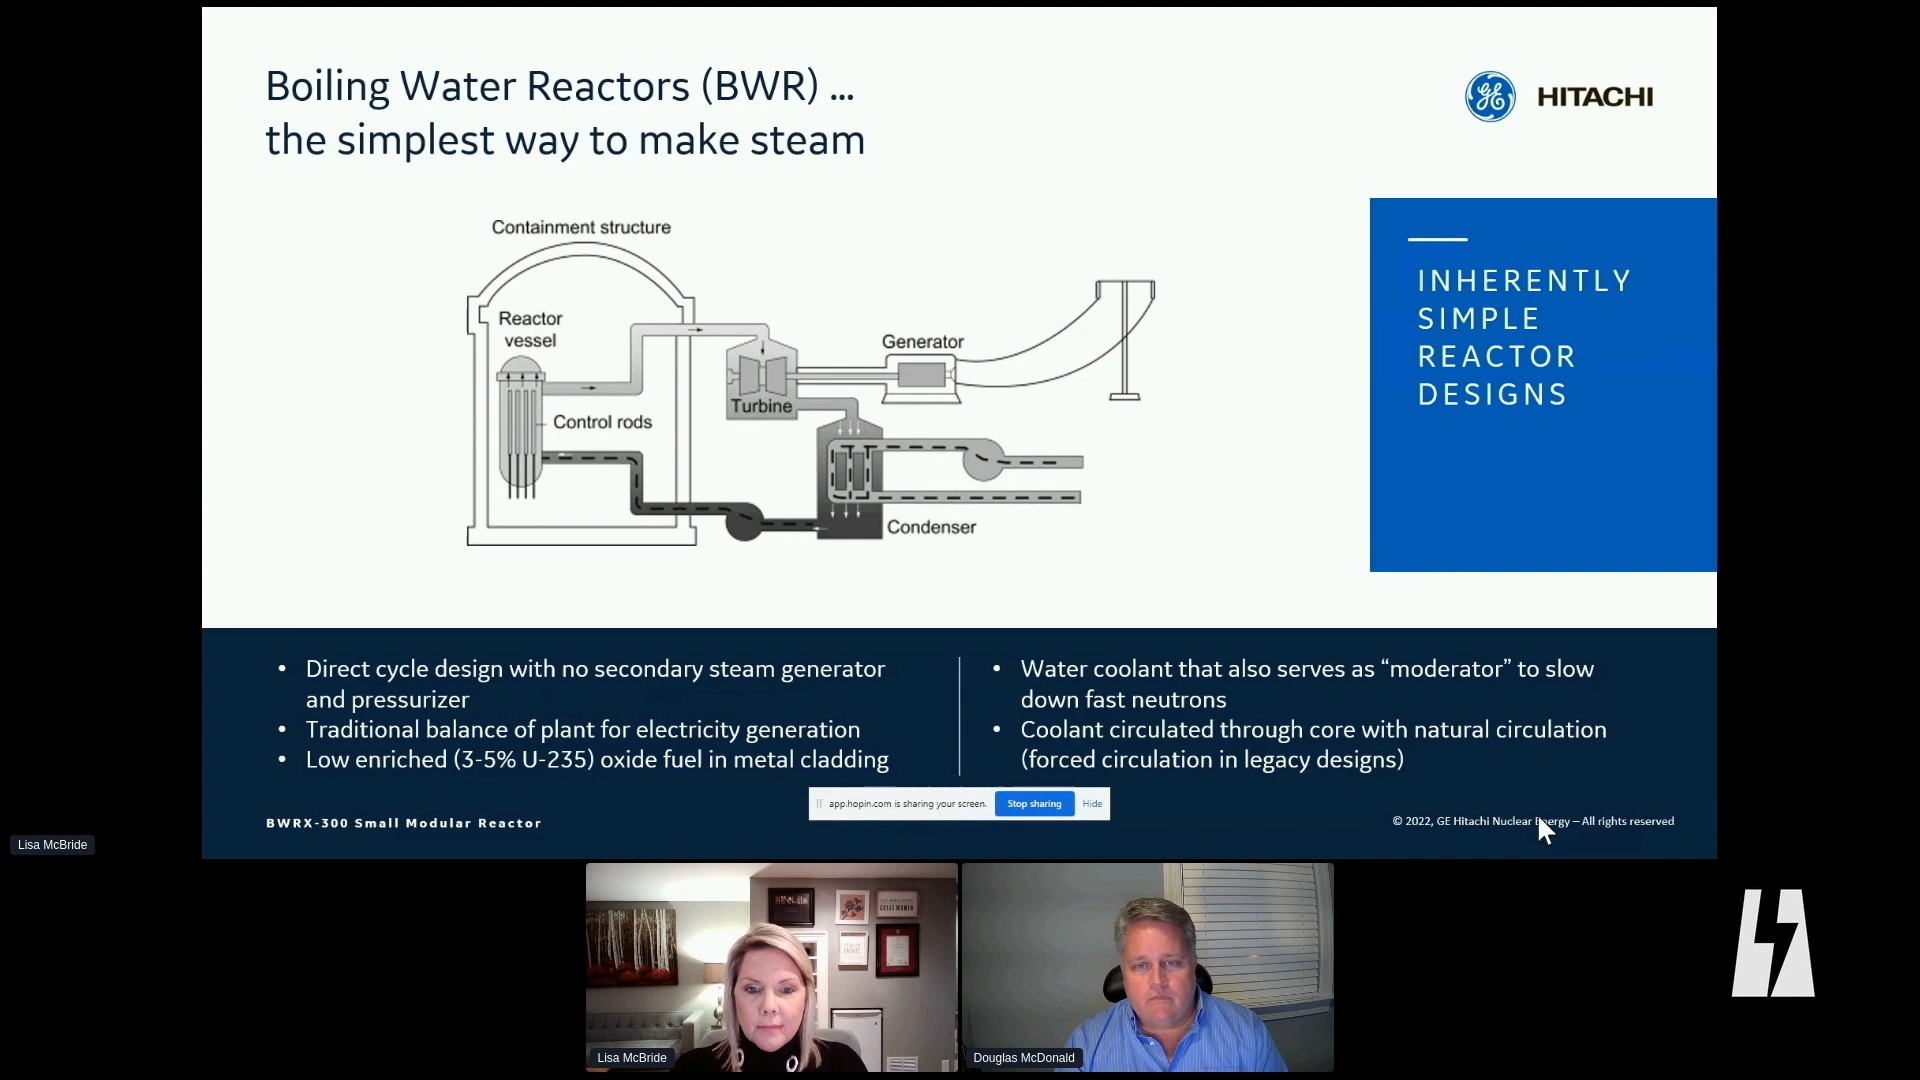 Boiling Water Reactors (BWR) ...
the simplest way to make steam
GE HITACHI
Containment structure
Reactor
vessel
Control rods
Turbine
Generator
Condenser
INHERENTLY
SIMPLE
REACTOR
DESIGNS
• Direct cycle design with no secondary steam generator
and pressurizer
• Traditional balance of plant for electricity generation
• Low enriched (3-5% U-235) oxide fuel in metal cladding
• Water coolant that also serves as “moderator” to slow
down fast neutrons
• Coolant circulated through core with natural circulation
(forced circulation in legacy designs)
app.hopin.com is sharing your screen. Stop sharing Hide
BWRX-300 Small Modular Reactor
© 2022, GE Hitachi Nuclear Energy – All rights reserved
Lisa McBride
GREAT WOMEN
Lisa McBride
Douglas McDonald